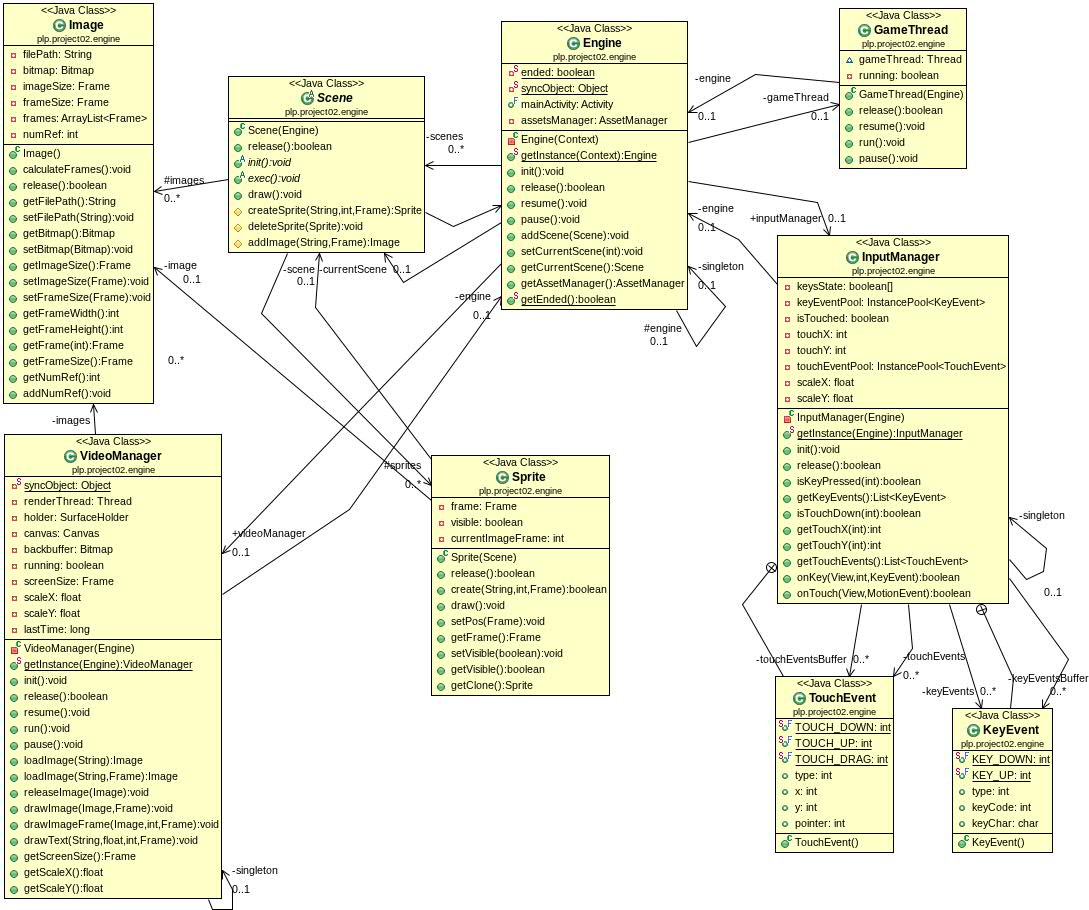 <<Java Class>>
Image
plp.project02.engine
filePath: String
bitmap: Bitmap
imageSize: Frame
frameSize: Frame
frames: ArrayList<Frame>
numRef: int
Image()
calculateFrames():void
release():boolean
getFilePath():String
setFilePath(String):void
getBitmap():Bitmap
setBitmap(Bitmap):void
getImageSize():Frame
setImageSize(Frame):void
setFrameSize(Frame):void
getFrameWidth():int
getFrameHeight():int
getFrame(int):Frame
getFrameSize():Frame
getNumRef():int
addNumRef():void
<<Java Class>>
Scene
plp.project02.engine
Scene(Engine)
release():boolean
init():void
exec():void
draw():void
createSprite(String,int,Frame):Sprite
deleteSprite(Sprite):void
addImage(String,Frame):Image
<<Java Class>>
Engine
plp.project02.engine
ended: boolean
syncObject: Object
mainActivity: Activity
assetsManager: AssetManager
Engine(Context)
getInstance(Context):Engine
init():void
release():boolean
resume():void
pause():void
addScene(Scene):void
setCurrentScene(int):void
getCurrentScene():Scene
getAssetManager():AssetManager
getEnded():boolean
<<Java Class>>
GameThread
plp.project02.engine
gameThread: Thread
running: boolean
GameThread(Engine)
release():boolean
resume():void
run():void
pause():void
-engine
0..1
-gameThread
0..1
-scenes
0..*
#images
0..*
-image
0..1
0..*
-scene
0..1
-currentScene
0..1
-engine
0..1
+inputManager
0..1
-engine
0..1
-singleton
0..1
#engine
0..1
<<Java Class>>
InputManager
plp.project02.engine
keysState: boolean[]
keyEventPool: InstancePool<KeyEvent>
isTouched: boolean
touchX: int
touchY: int
touchEventPool: InstancePool<TouchEvent>
scaleX: float
scaleY: float
InputManager(Engine)
getInstance(Engine):InputManager
init():void
release():boolean
isKeyPressed(int):boolean
getKeyEvents():List<KeyEvent>
isTouchDown(int):boolean
getTouchX(int):int
getTouchY(int):int
getTouchEvents():List<TouchEvent>
onKey(View,int,KeyEvent):boolean
onTouch(View,MotionEvent):boolean
-images
<<Java Class>>
VideoManager
plp.project02.engine
syncObject: Object
renderThread: Thread
holder: SurfaceHolder
canvas: Canvas
backbuffer: Bitmap
running: boolean
screenSize: Frame
scaleX: float
scaleY: float
lastTime: long
VideoManager(Engine)
getInstance(Engine):VideoManager
init():void
release():boolean
resume():void
run():void
pause():void
loadImage(String):Image
loadImage(String,Frame):Image
releaseImage(Image):void
drawImage(Image,Frame):void
drawImageFrame(Image,int,Frame):void
drawText(String,float,int,Frame):void
getScreenSize():Frame
getScaleX():float
getScaleY():float
#sprites
0..*
+videoManager
0..1
<<Java Class>>
Sprite
plp.project02.engine
frame: Frame
visible: boolean
currentImageFrame: int
Sprite(Scene)
release():boolean
create(String,int,Frame):boolean
draw():void
setPos(Frame):void
getFrame():Frame
setVisible(boolean):void
getVisible():boolean
getClone():Sprite
-singleton
0..1
-singleton
0..1
-touchEventsBuffer
0..*
-touchEvents
0..*
-keyEvents
0..*
-keyEventsBuffer
0..*
<<Java Class>>
TouchEvent
plp.project02.engine
TOUCH_DOWN: int
TOUCH_UP: int
TOUCH_DRAG: int
type: int
x: int
y: int
pointer: int
TouchEvent()
<<Java Class>>
KeyEvent
plp.project02.engine
KEY_DOWN: int
KEY_UP: int
type: int
keyCode: int
keyChar: char
KeyEvent()